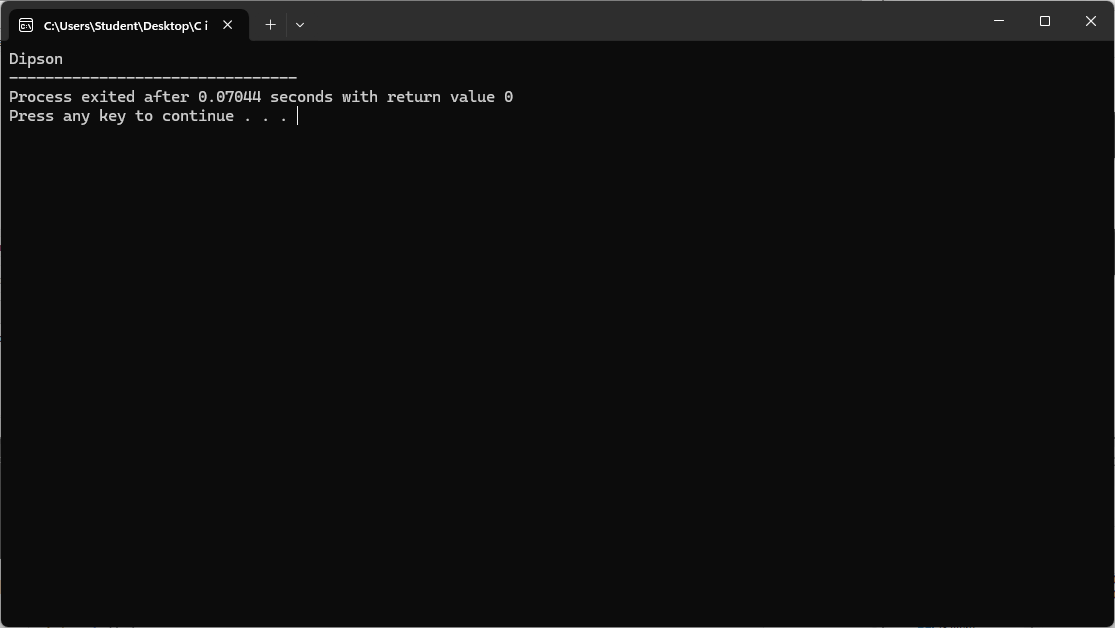 C:\Users\Student\Desktop\C i
Dipson
--------------------------------
Process exited after 0.07044 seconds with return value 0
Press any key to continue . . .